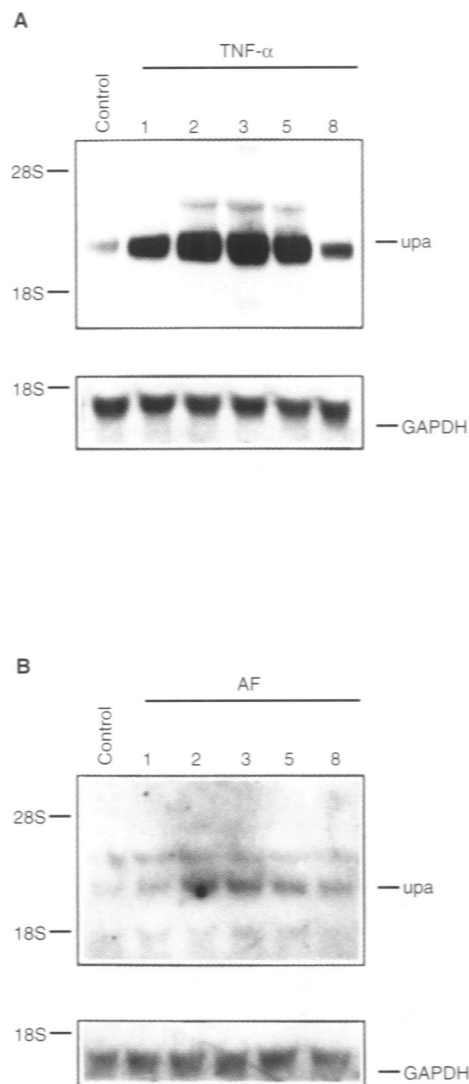 A
TNF-α
Control 1 2 3 5 8
28S
upa
18S
18S
GAPDH
B
AF
Control 1 2 3 5 8
28S
upa
18S
18S
GAPDH